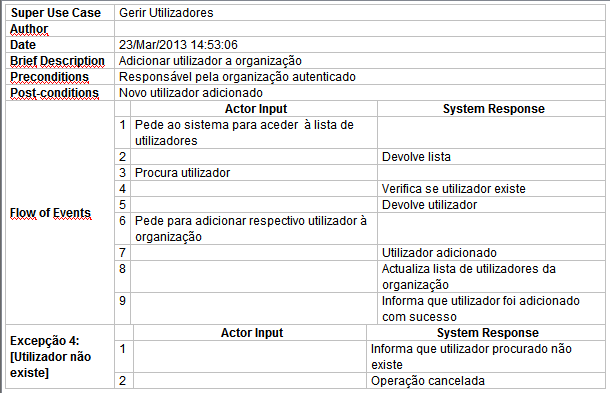 Super Use Case Gerir Utilizadores
Author
Date 23/Mar/2013 14:53:06
Brief Description Adicionar utilizador a organização
Preconditions Responsável pela organização autenticado
Post-conditions Novo utilizador adicionado
Flow of Events
Actor Input System Response
1 Pede ao sistema para aceder à lista de
utilizadores
2 Devolve lista
3 Procura utilizador
4 Verifica se utilizador existe
5 Devolve utilizador
6 Pede para adicionar respectivo utilizador à
organização
7 Utilizador adicionado
8 Actualiza lista de utilizadores da
organização
9 Informa que utilizador foi adicionado
com sucesso
Excepção 4:
[Utilizador não
existe]
Actor Input System Response
1 Informa que utilizador procurado não
existe
2 Operação cancelada